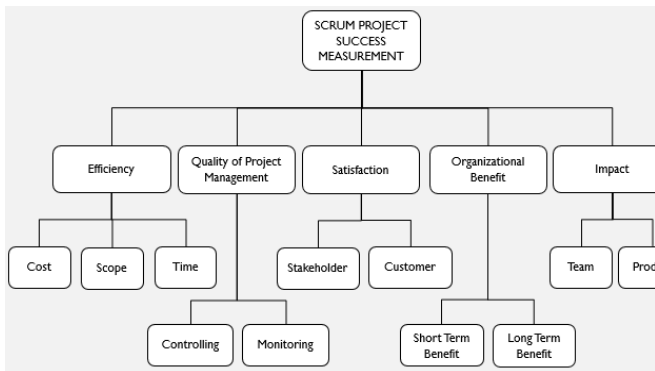 SCRUM PROJECT
SUCCESS
MEASUREMENT
Efficiency
Quality of Project
Management
Satisfaction
Organizational
Benefit
Impact
Cost
Scope
Time
Stakeholder
Customer
Team
Prod
Controlling
Monitoring
Short Term
Benefit
Long Term
Benefit